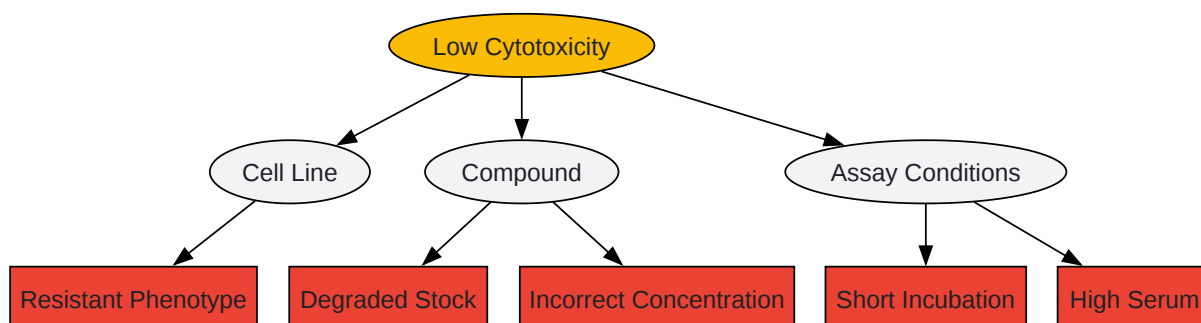 Low Cytotoxicity
Cell Line
Compound
Assay Conditions
Resistant Phenotype
Degraded Stock
Incorrect Concentration
Short Incubation
High Serum